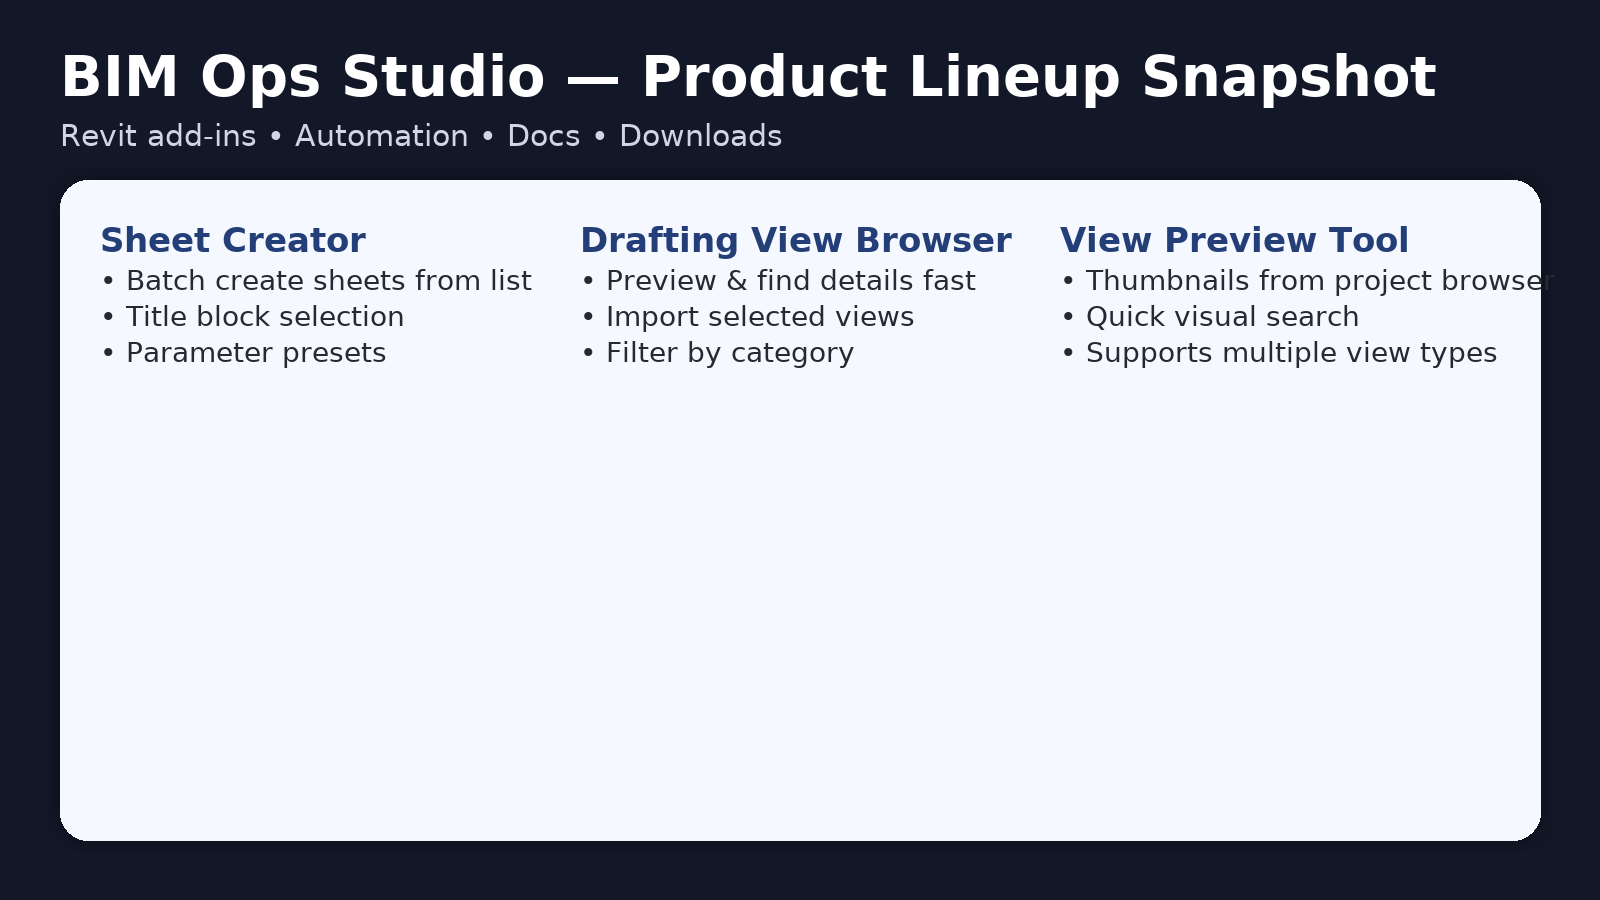 BIM Ops Studio — Product Lineup Snapshot
Revit add-ins • Automation • Docs • Downloads
Sheet Creator
• Batch create sheets from list
• Title block selection
• Parameter presets
Drafting View Browser
• Preview & find details fast
• Import selected views
• Filter by category
View Preview Tool
• Thumbnails from project browser
• Quick visual search
• Supports multiple view types